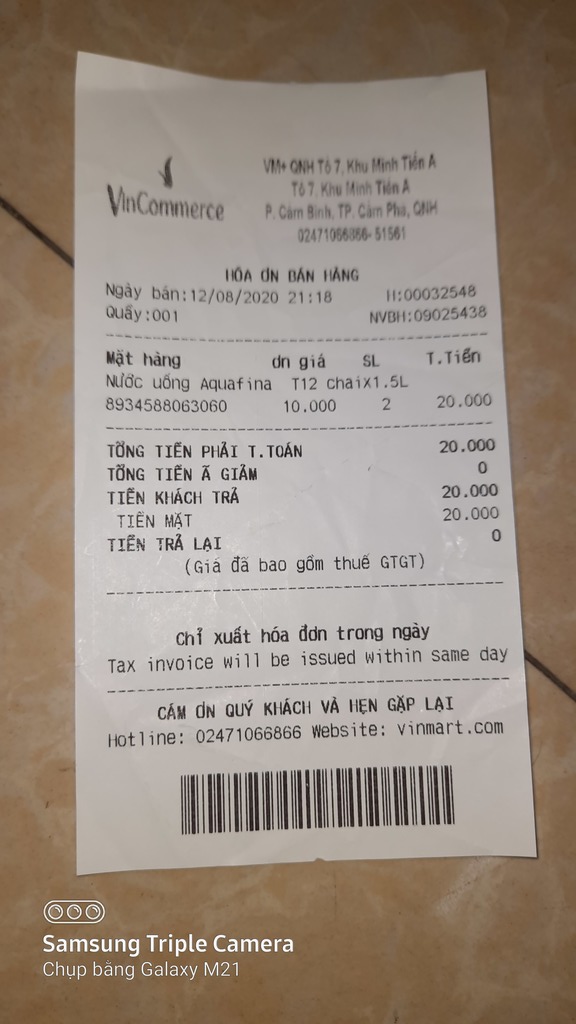 VinCommerce
VM+ QNH Tổ 7, Khu Minh Tiến A
Tổ 7, Khu Minh Tiến A
P. Cẩm Bình, TP. Cẩm Phả, QNH
02471066866- 51561
HÓA ƠN BÁN HÀNG
Ngày bán:12/08/2020 21:18 H:00032548
Quầy:001 NVBH:09025438
Mặt hàng ơn giá SL T.Tiền
Nước uống Aquafina T12 chaiX1.5L
8934588063060 10.000 2 20.000
TỔNG TIỀN PHẢI T.TOÁN 20.000
TỔNG TIỀN Ã GIẢM 0
TIỀN KHÁCH TRẢ 20.000
TIỀN MẶT 20.000
TIỀN TRẢ LẠI 0
(Giá đã bao gồm thuế GTGT)
Chỉ xuất hóa đơn trong ngày
Tax invoice will be issued within same day
CÁM ƠN QUÝ KHÁCH VÀ HẸN GẶP LẠI
Hotline: 02471066866 Website: vinmart.com
Samsung Triple Camera
Chụp bằng Galaxy M21